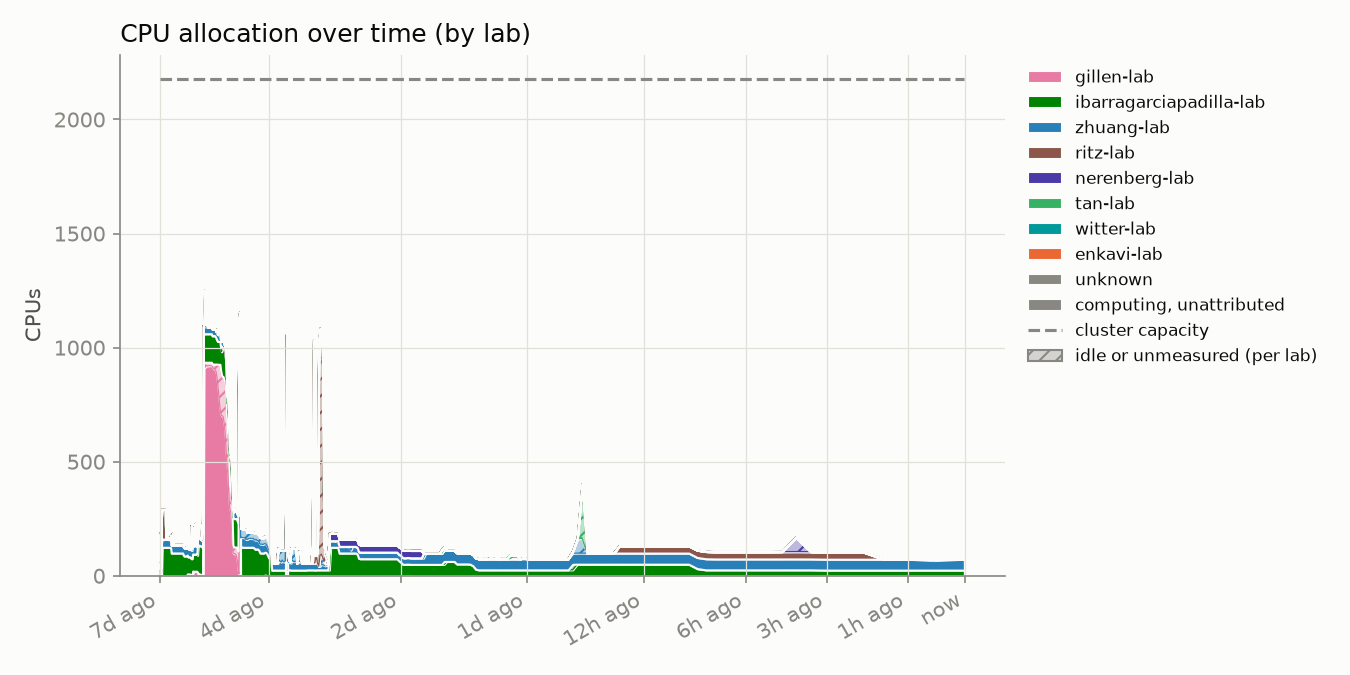 CPU allocation over time (by lab)
CPUs
2000
1500
1000
500
0
7d ago
4d ago
2d ago
1d ago
12h ago
6h ago
3h ago
1h ago
now
gillen-lab
ibarragarciapadilla-lab
zhuang-lab
ritz-lab
nerenberg-lab
tan-lab
witter-lab
enkavi-lab
unknown
computing, unattributed
cluster capacity
idle or unmeasured (per lab)